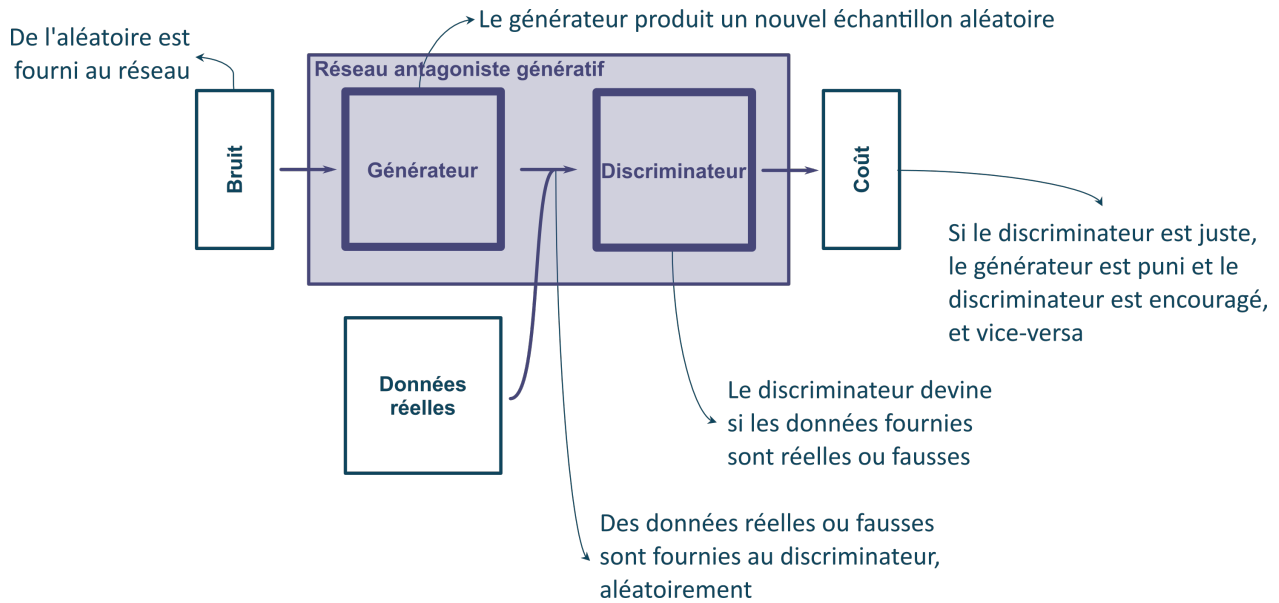 Le générateur produit un nouvel échantillon aléatoire
De l'aléatoire est
fourni au réseau
Réseau antagoniste génératif
Bruit
Générateur
Discriminateur
Coût
Si le discriminateur est juste,
le générateur est puni et le
discriminateur est encouragé,
et vice-versa
Données
réelles
Le discriminateur devine
si les données fournies
sont réelles ou fausses
Des données réelles ou fausses
sont fournies au discriminateur,
aléatoirement